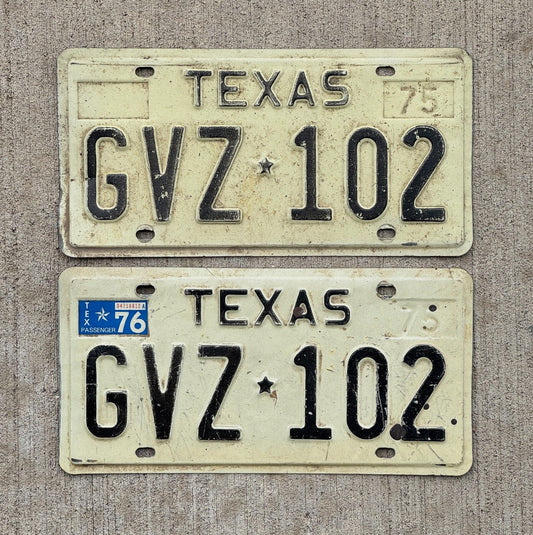 TEXAS
75
GVZ★102
TEX ★ 76
PASSENGER
TEXAS
75
GVZ★102